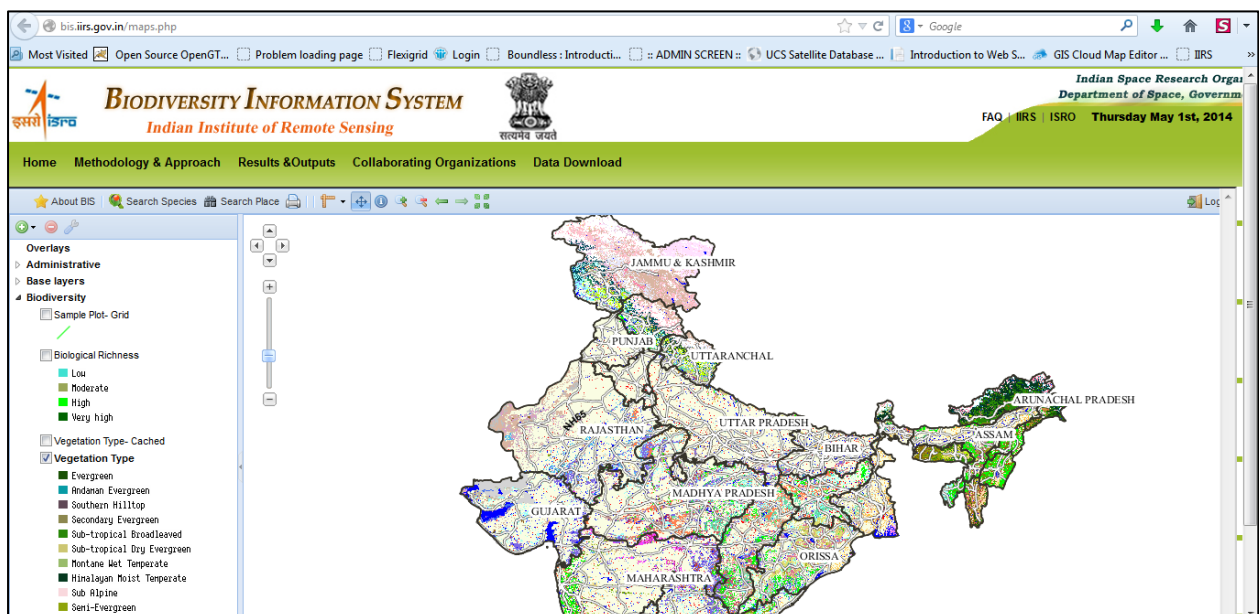 bis.iirs.gov.in/maps.php
Google
Most Visited Open Source OpenGT... Problem loading page Flexigrid Login Boundless : Introducti... :: ADMIN SCREEN :: UCS Satellite Database ... Introduction to Web S... GIS Cloud Map Editor ... IIRS »
इसरो isro
BIODIVERSITY INFORMATION SYSTEM
Indian Institute of Remote Sensing
सत्यमेव जयते
Indian Space Research Orga
Department of Space, Governm
FAQ | IIRS | ISRO Thursday May 1st, 2014
Home Methodology & Approach Results &Outputs Collaborating Organizations Data Download
About BIS Search Species Search Place
Log
Overlays
Administrative
Base layers
Biodiversity
Sample Plot- Grid
Biological Richness
Low
Moderate
High
Very high
Vegetation Type- Cached
Vegetation Type
Evergreen
Andaman Evergreen
Southern Hilltop
Secondary Evergreen
Sub-tropical Broadleaved
Sub-tropical Dry Evergreen
Montane Wet Temperate
Himalayan Moist Temperate
Sub Alpine
Semi-Evergreen
JAMMU & KASHMIR
PUNJAB
UTTARANCHAL
ARUNACHAL PRADESH
NH65
RAJASTHAN
UTTAR PRADESH
ASSAM
BIHAR
MADHYA PRADESH
GUJARAT
ORISSA
MAHARASHTRA